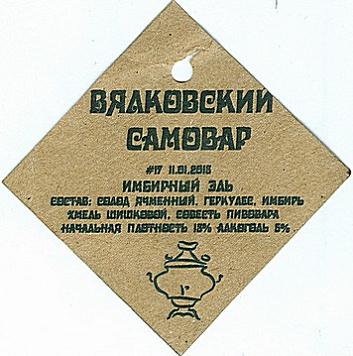 ВЯЛКОВСКИЙ
САМОВАР
#17 11.01.2018
ИМБИРНЫЙ ЭЛЬ
СОСТАВ: СОЛОД ЯЧМЕННЫЙ, ГЕРКУЛЕС, ИМБИРЬ
ХМЕЛЬ ШИШКОВОЙ, СОВЕСТЬ ПИВОВАРА
НАЧАЛЬНАЯ ПЛОТНОСТЬ 13% АЛКОГОЛЬ 5%